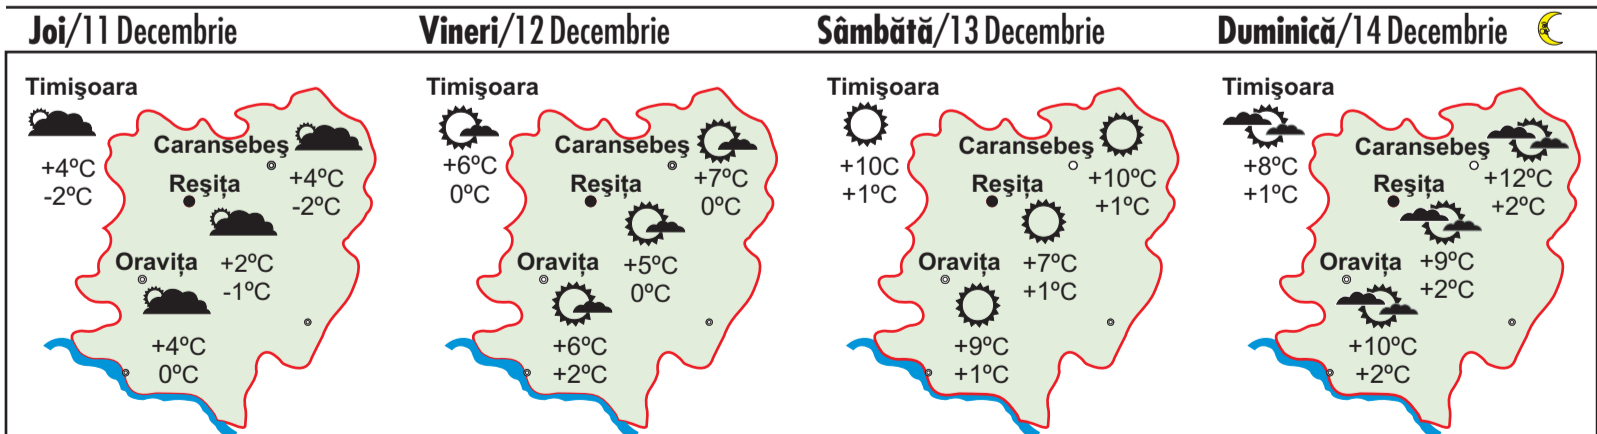 Joi/11 Decembrie
Timişoara
+4ºC
-2ºC
Caransebeş
+4ºC
-2ºC
Reşiţa
+2ºC
-1ºC
Oraviţa
+4ºC
0ºC
Vineri/12 Decembrie
Timişoara
+6ºC
0ºC
Caransebeş
+7ºC
0ºC
Reşiţa
+5ºC
0ºC
Oraviţa
+6ºC
+2ºC
Sâmbătă/13 Decembrie
Timişoara
+10C
+1ºC
Caransebeş
+10ºC
+1ºC
Reşiţa
+7ºC
+1ºC
Oraviţa
+9ºC
+1ºC
Duminică/14 Decembrie
Timişoara
+8ºC
+1ºC
Caransebeş
+12ºC
+2ºC
Reşiţa
+9ºC
+2ºC
Oraviţa
+10ºC
+2ºC